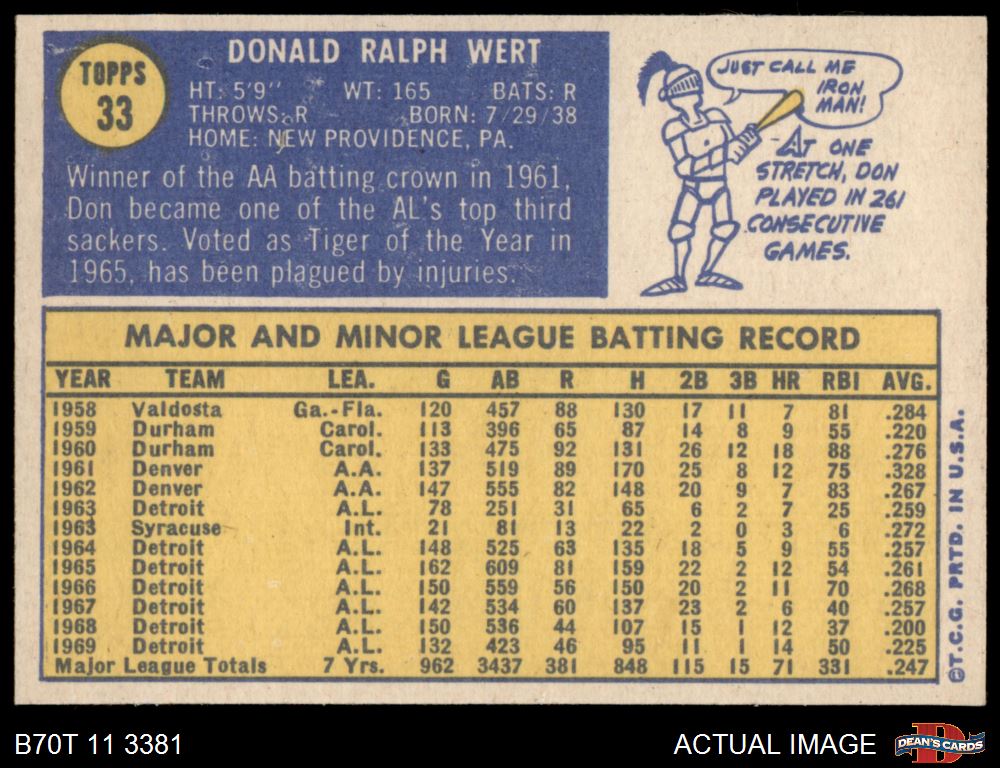 TOPPS
33
DONALD RALPH WERT
HT: 5'9" WT: 165 BATS: R
THROWS: R BORN: 7/29/38
HOME: NEW PROVIDENCE, PA.
Winner of the AA batting crown in 1961,
Don became one of the AL's top third
sackers. Voted as Tiger of the Year in
1965, has been plagued by injuries.
JUST CALL ME
IRON
MAN!
AT ONE
STRETCH, DON
PLAYED IN 261
CONSECUTIVE
GAMES.
MAJOR AND MINOR LEAGUE BATTING RECORD
YEAR TEAM LEA. G AB R H 2B 3B HR RBI AVG.
1958 Valdosta Ga.-Fla. 120 457 88 130 17 11 7 81 .284
1959 Durham Carol. 113 396 65 87 14 8 9 55 .220
1960 Durham Carol. 133 475 92 131 26 12 18 88 .276
1961 Denver A.A. 137 519 89 170 25 8 12 75 .328
1962 Denver A.A. 147 555 82 148 20 9 7 83 .267
1963 Detroit A.L. 78 251 31 65 6 2 7 25 .259
1963 Syracuse Int. 21 81 13 22 2 0 3 6 .272
1964 Detroit A.L. 148 525 63 135 18 5 9 55 .257
1965 Detroit A.L. 162 609 81 159 22 2 12 54 .261
1966 Detroit A.L. 150 559 56 150 20 2 11 70 .268
1967 Detroit A.L. 142 534 60 137 23 2 6 40 .257
1968 Detroit A.L. 150 536 44 107 15 1 12 37 .200
1969 Detroit A.L. 132 423 46 95 11 1 14 50 .225
Major League Totals 7 Yrs. 962 3437 381 848 115 15 71 331 .247
©T.C.G. PRTD. IN U.S.A.
B70T 11 3381
ACTUAL IMAGE
D
DEAN'S CARDS